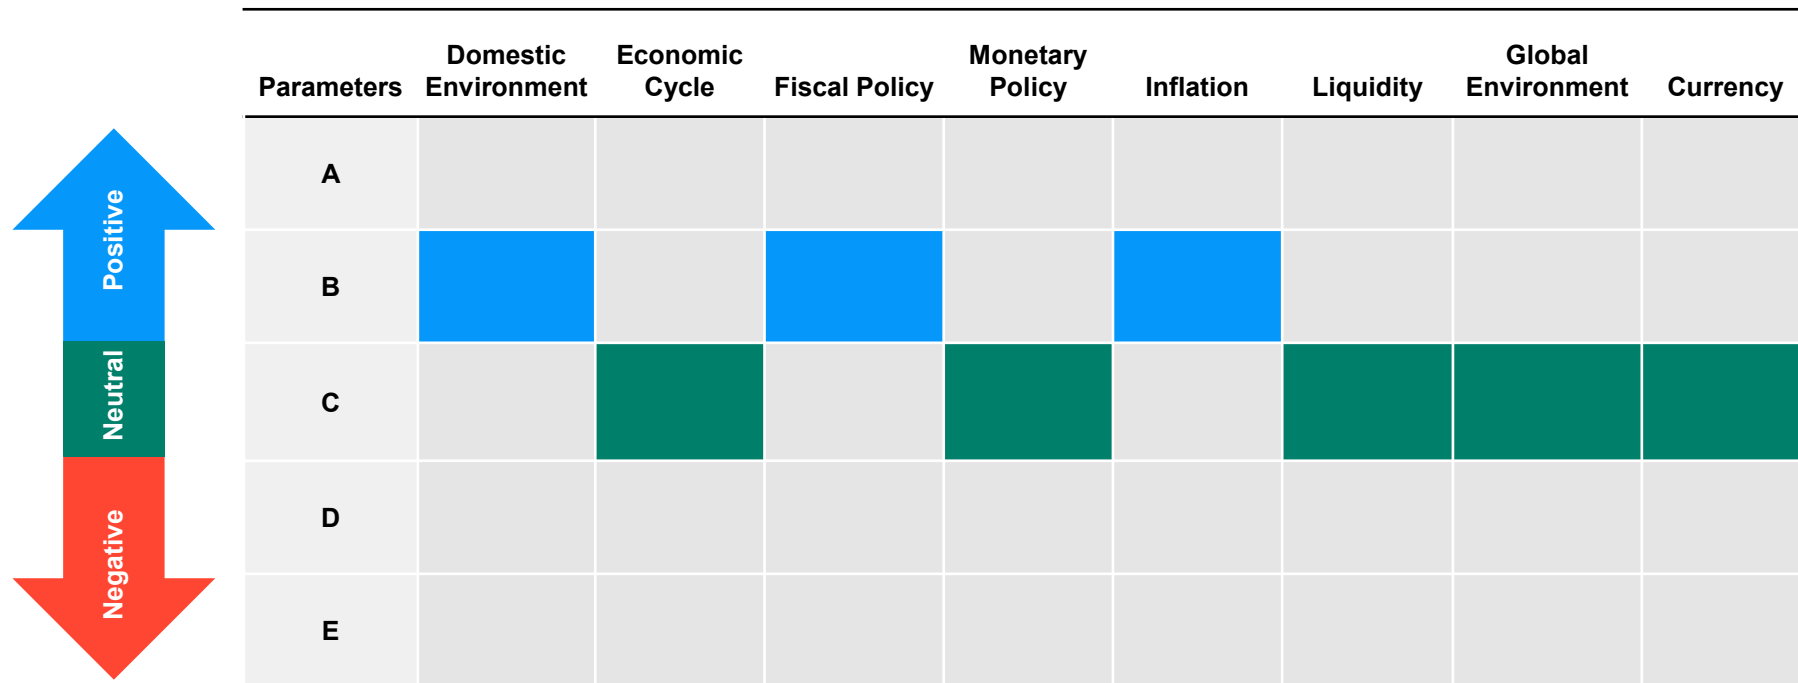 Parameters
Domestic
Environment
Economic
Cycle
Fiscal Policy
Monetary
Policy
Inflation
Liquidity
Global
Environment
Currency
Positive
Neutral
Negative
A
B
C
D
E